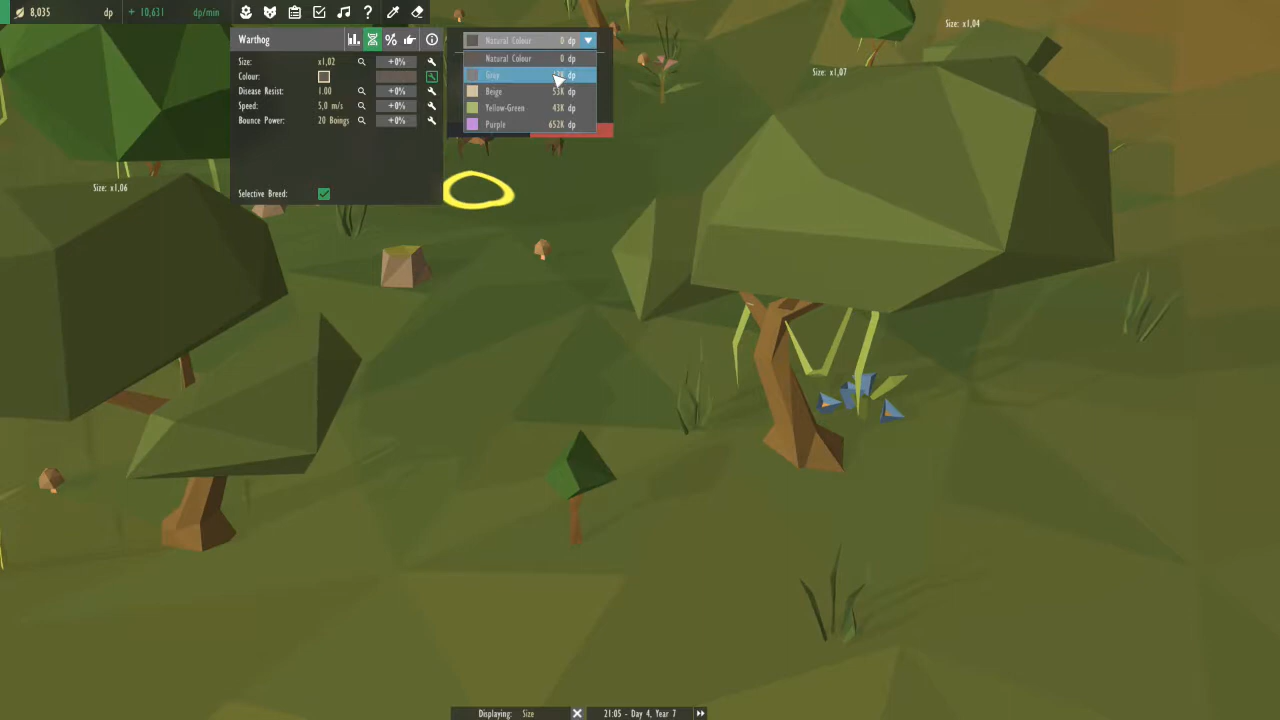 8,035 dp + 10,631 dp/min
Size: x1,04
Warthog
Natural Colour 0 dp
Size: x1,02 +0%
Natural Colour 0 dp
Size: x1,07
Colour:
Grey dp
Disease Resist: 1.00 +0%
Beige 53K dp
Speed: 5,0 m/s +0%
Yellow-Green 43K dp
Bounce Power: 20 Boings +0%
Purple 652K dp
Size: x1,06
Selective Breed:
Displaying: Size
21:05 - Day 4, Year 7